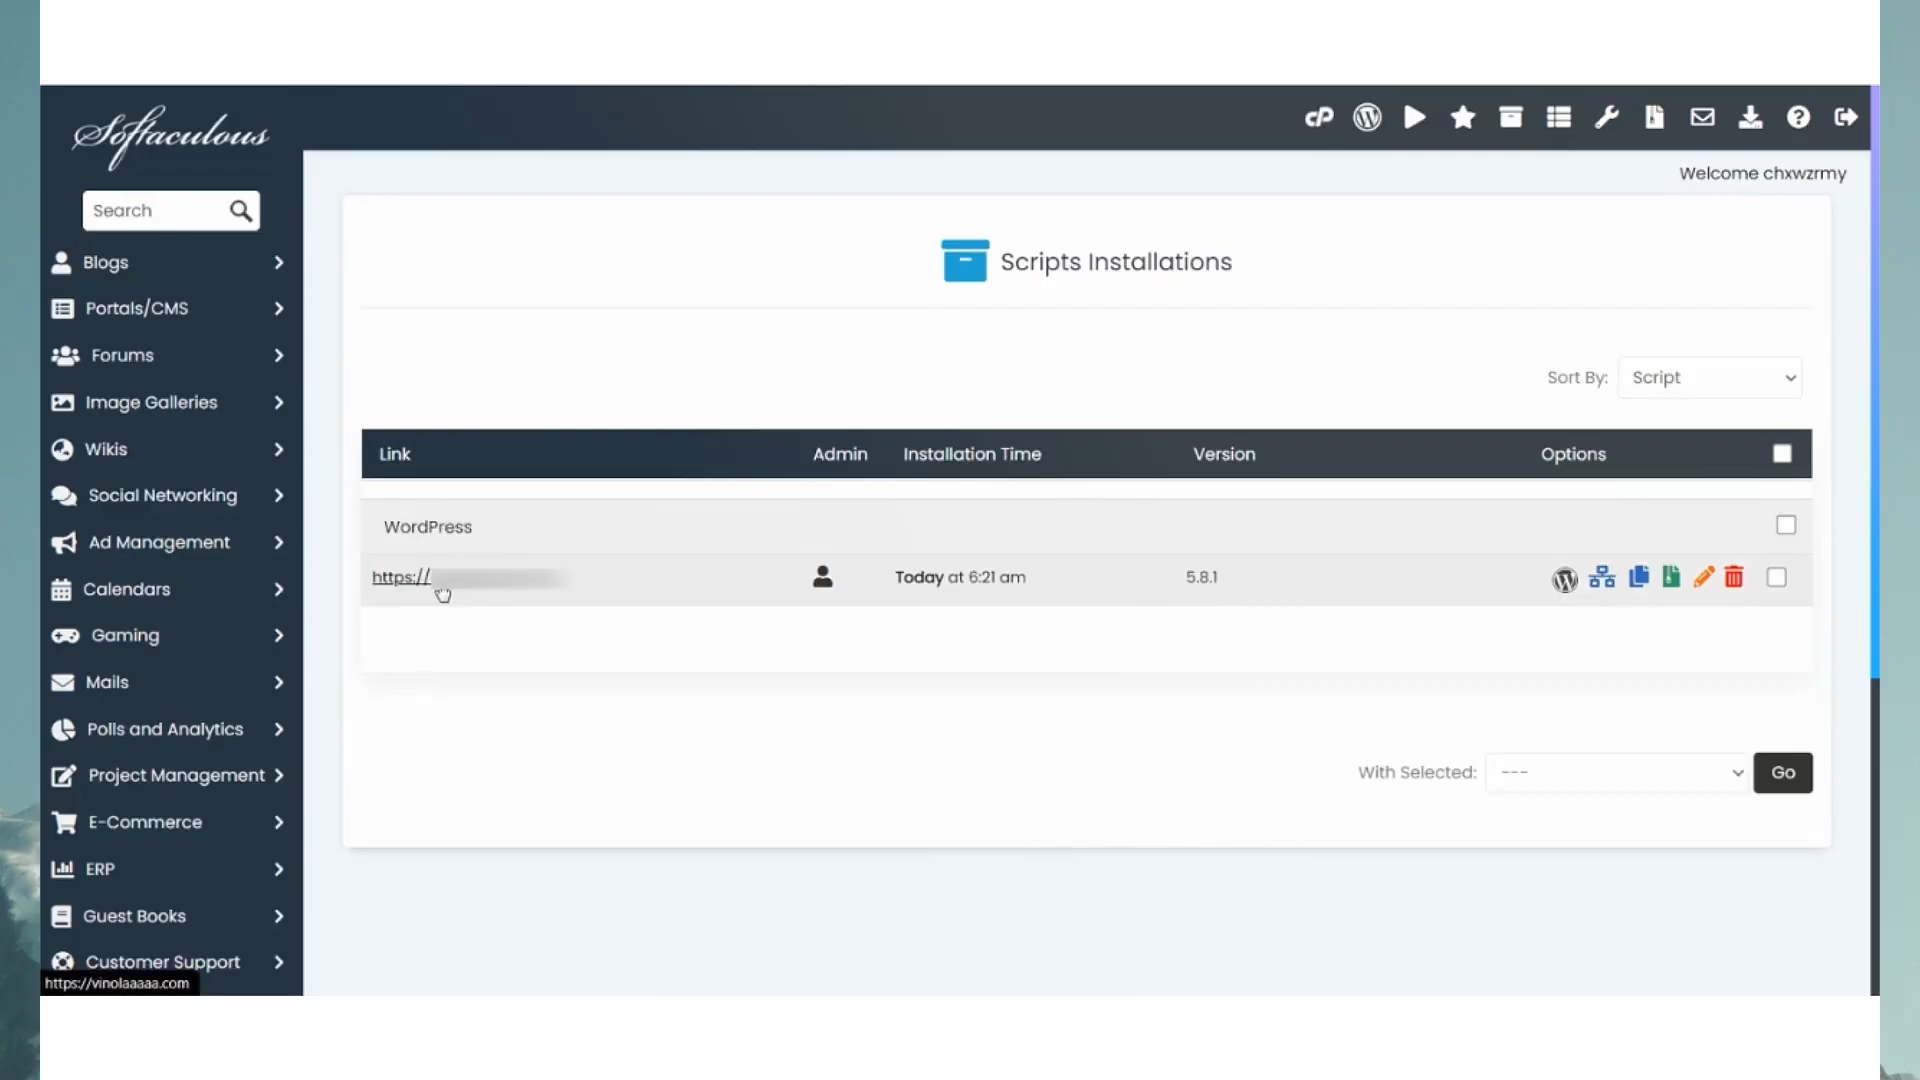 Softaculous
Welcome chxwzrmy
Search
Blogs
Portals/CMS
Forums
Image Galleries
Wikis
Social Networking
Ad Management
Calendars
Gaming
Mails
Polls and Analytics
Project Management
E-Commerce
ERP
Guest Books
Customer Support
https://vinolaaaaa.com
Scripts Installations
Sort By: Script
Link Admin Installation Time Version Options
WordPress
https:// Today at 6:21 am 5.8.1
With Selected: --- Go